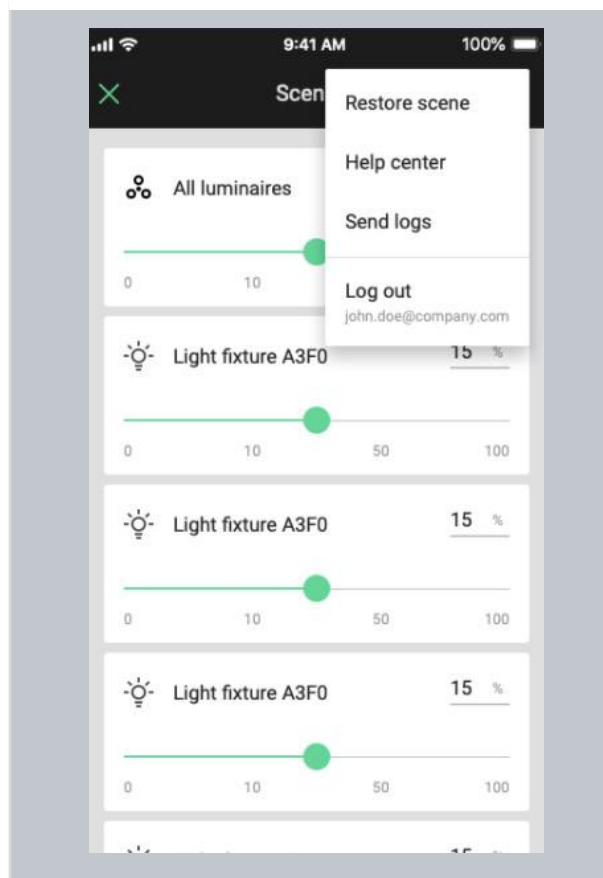 9:41 AM 100%
Scen
Restore scene
Help center
Send logs
Log out
john.doe@company.com
All luminaires
0 10
Light fixture A3F0 15 %
0 10 50 100
Light fixture A3F0 15 %
0 10 50 100
Light fixture A3F0 15 %
0 10 50 100